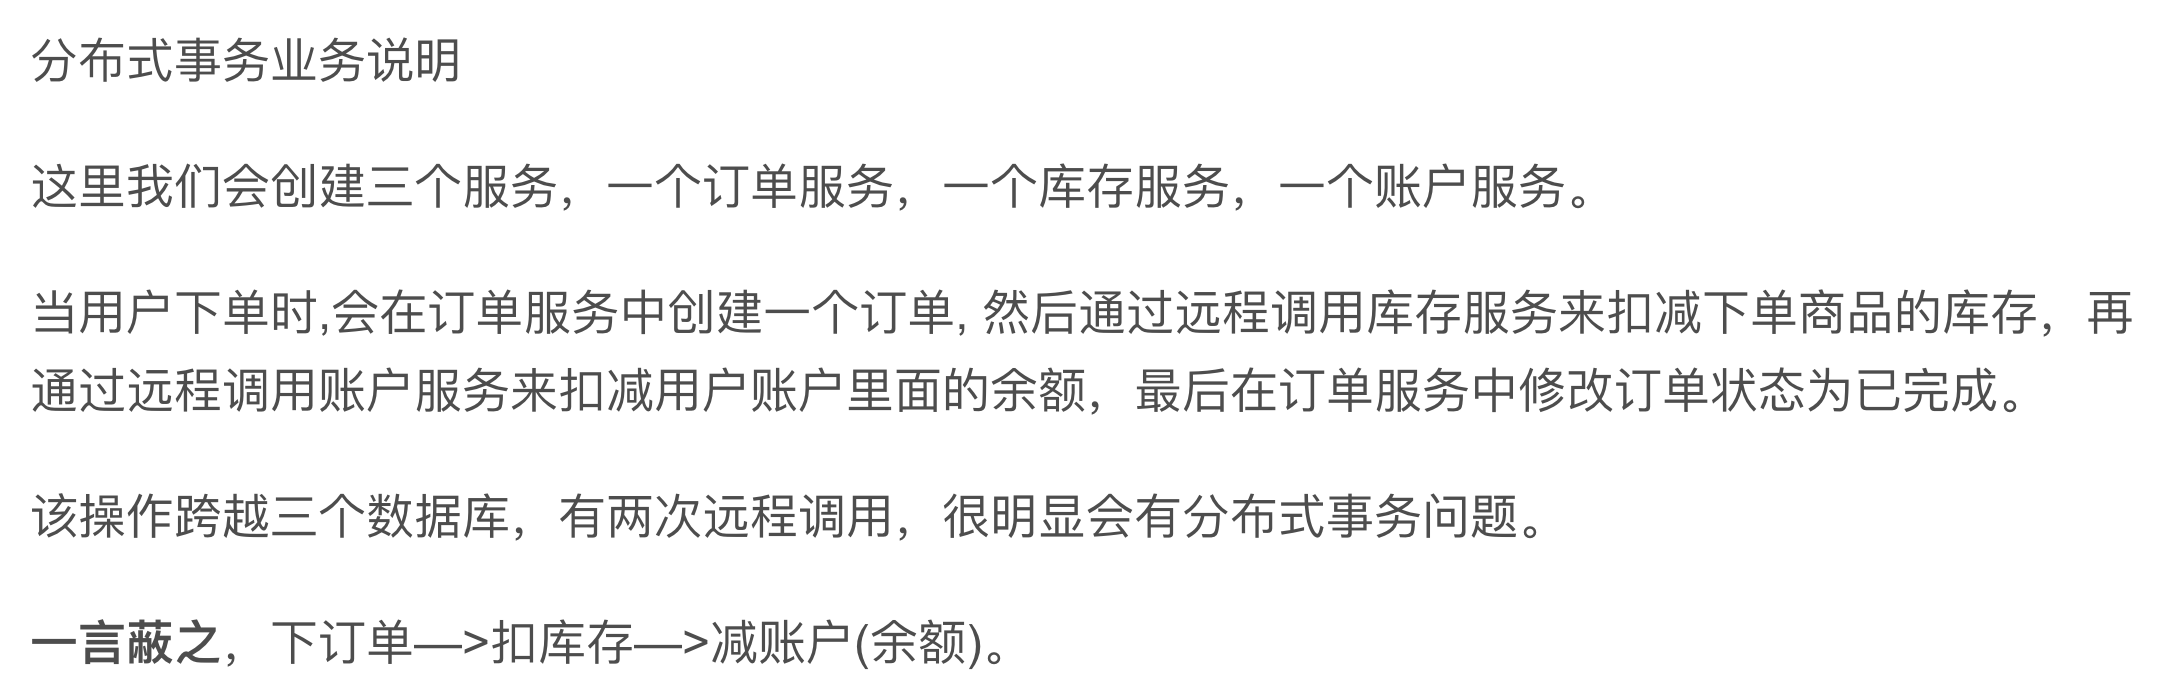 分布式事务业务说明
这里我们会创建三个服务，一个订单服务，一个库存服务，一个账户服务。
当用户下单时,会在订单服务中创建一个订单, 然后通过远程调用库存服务来扣减下单商品的库存，再
通过远程调用账户服务来扣减用户账户里面的余额，最后在订单服务中修改订单状态为已完成。
该操作跨越三个数据库，有两次远程调用，很明显会有分布式事务问题。
一言蔽之，下订单—>扣库存—>减账户(余额)。